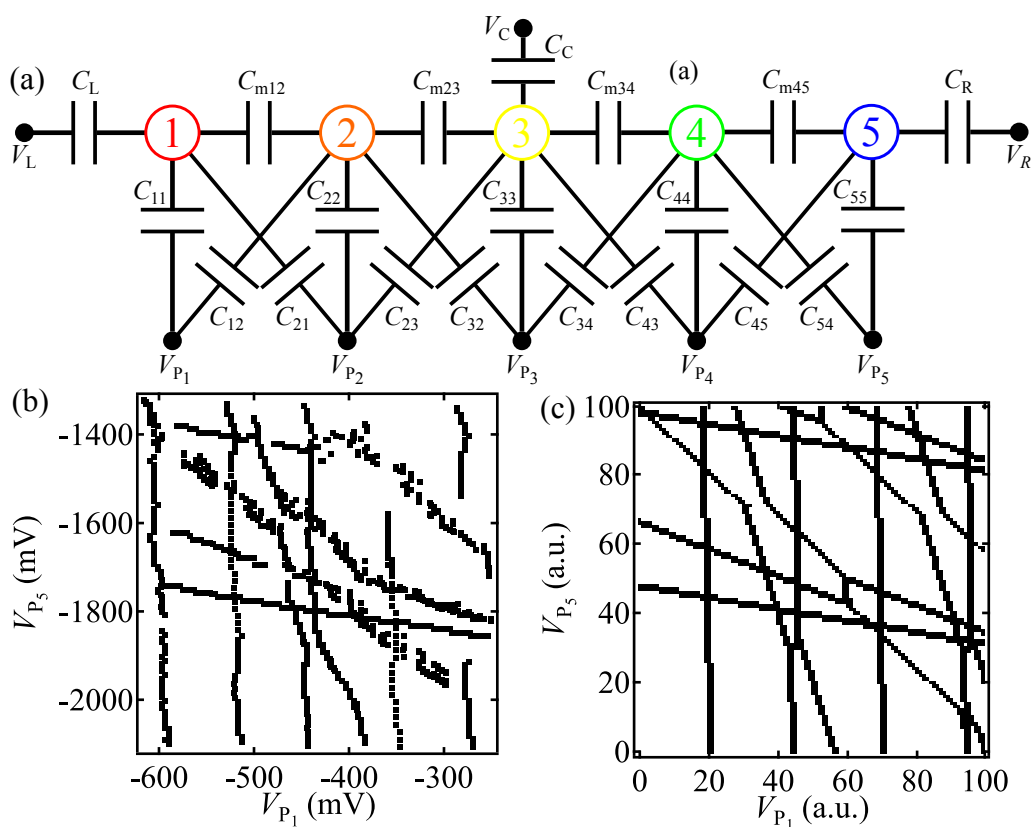 V_C
C_C
(a)
(a)
C_L C_m12 C_m23 C_m34 C_m45 C_R
1 2 3 4 5
V_L V_R
C_11 C_22 C_33 C_44 C_55
C_12 C_21 C_23 C_32 C_34 C_43 C_45 C_54
V_P1 V_P2 V_P3 V_P4 V_P5
(b)
-1400
-1600
-1800
-2000
V_P5 (mV)
-600 -500 -400 -300
V_P1 (mV)
(c)
100
80
60
40
20
0
V_P5 (a.u.)
0 20 40 60 80 100
V_P1 (a.u.)